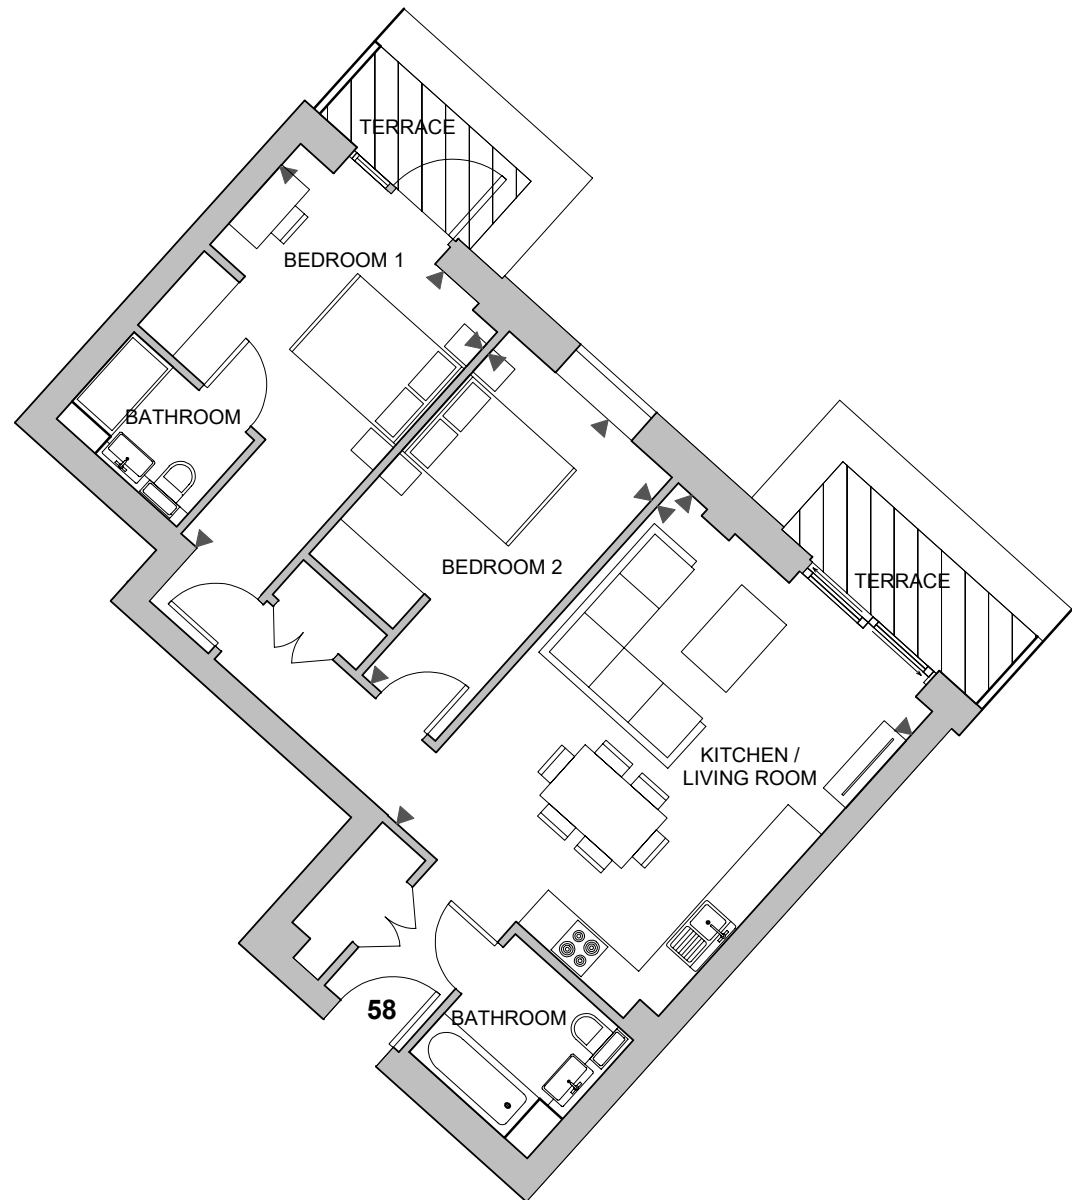 TERRACE
BEDROOM 1
BATHROOM
BEDROOM 2
TERRACE
KITCHEN /
LIVING ROOM
58
BATHROOM